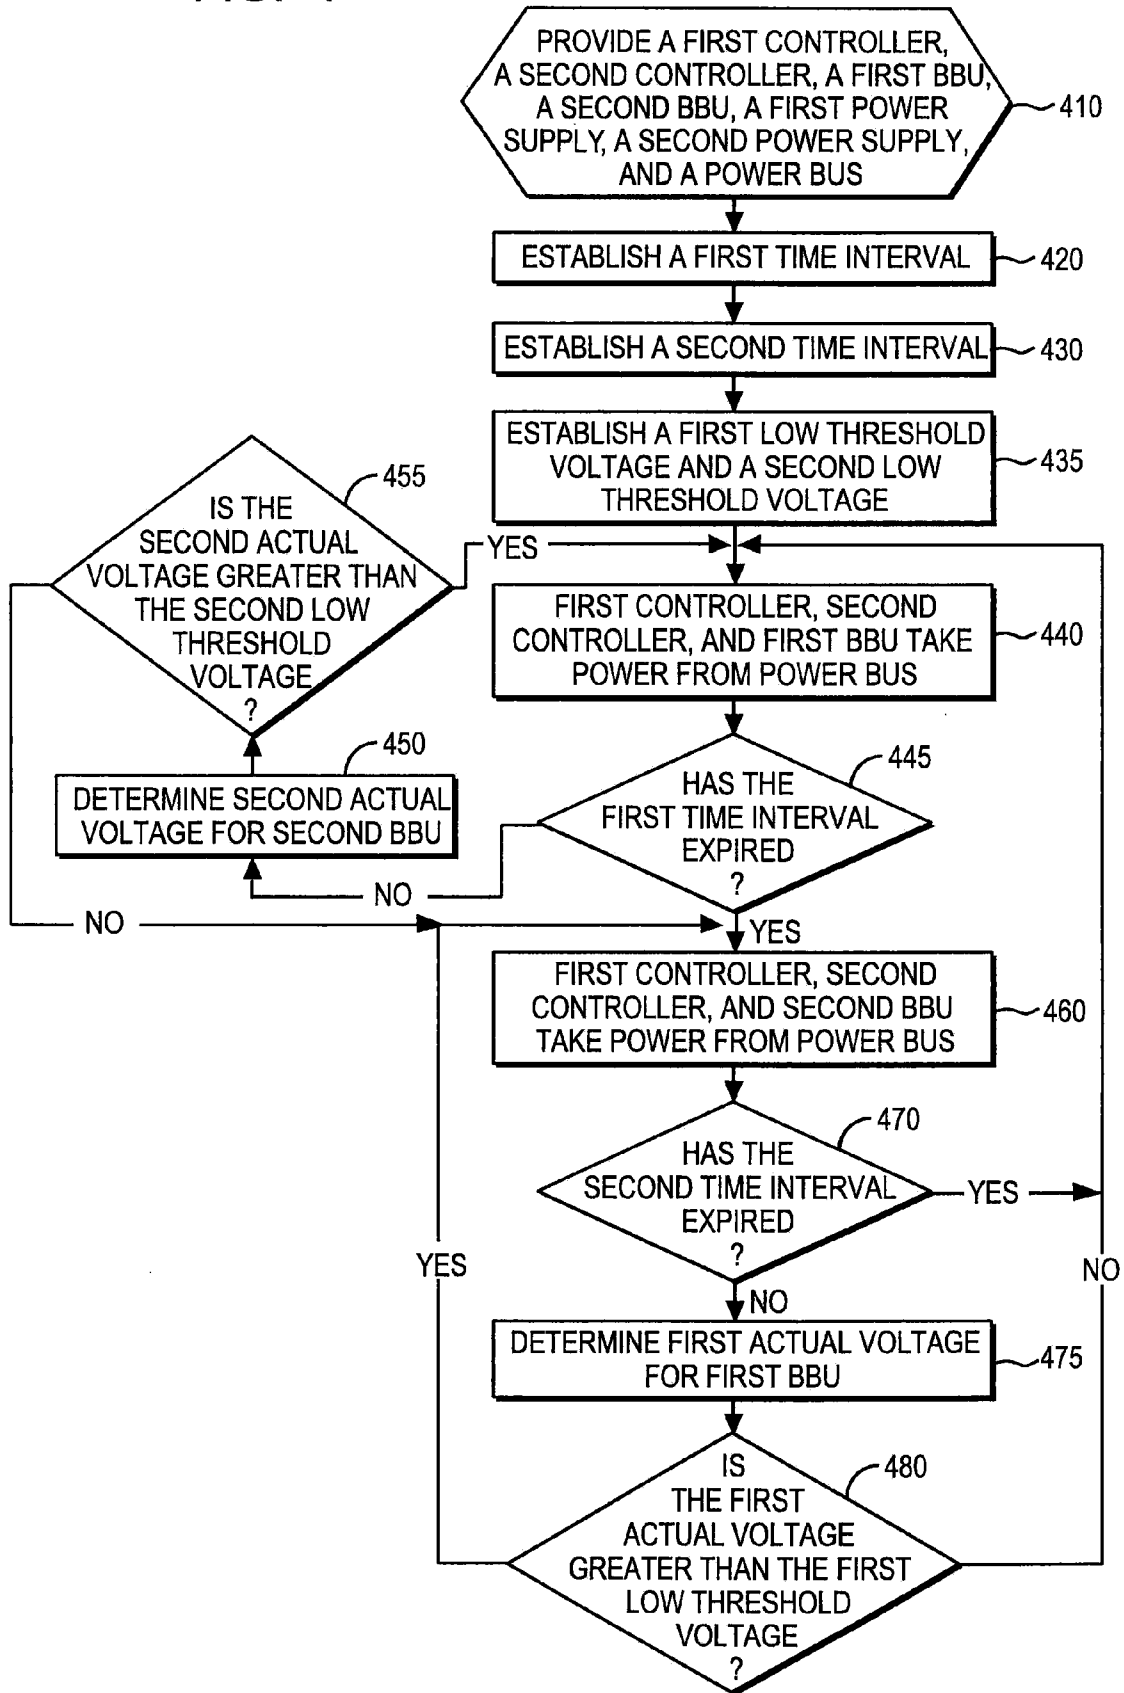 PROVIDE A FIRST CONTROLLER,
A SECOND CONTROLLER, A FIRST BBU,
A SECOND BBU, A FIRST POWER
SUPPLY, A SECOND POWER SUPPLY,
AND A POWER BUS
410
ESTABLISH A FIRST TIME INTERVAL
420
ESTABLISH A SECOND TIME INTERVAL
430
ESTABLISH A FIRST LOW THRESHOLD
VOLTAGE AND A SECOND LOW
THRESHOLD VOLTAGE
435
455
IS THE
SECOND ACTUAL
VOLTAGE GREATER THAN
THE SECOND LOW
THRESHOLD
VOLTAGE
?
YES
FIRST CONTROLLER, SECOND
CONTROLLER, AND FIRST BBU TAKE
POWER FROM POWER BUS
440
450
DETERMINE SECOND ACTUAL
VOLTAGE FOR SECOND BBU
445
HAS THE
FIRST TIME INTERVAL
EXPIRED
?
NO
NO
YES
FIRST CONTROLLER, SECOND
CONTROLLER, AND SECOND BBU
TAKE POWER FROM POWER BUS
460
470
HAS THE
SECOND TIME INTERVAL
EXPIRED
?
YES
YES
NO
NO
DETERMINE FIRST ACTUAL VOLTAGE
FOR FIRST BBU
475
480
IS
THE FIRST
ACTUAL VOLTAGE
GREATER THAN THE FIRST
LOW THRESHOLD
VOLTAGE
?